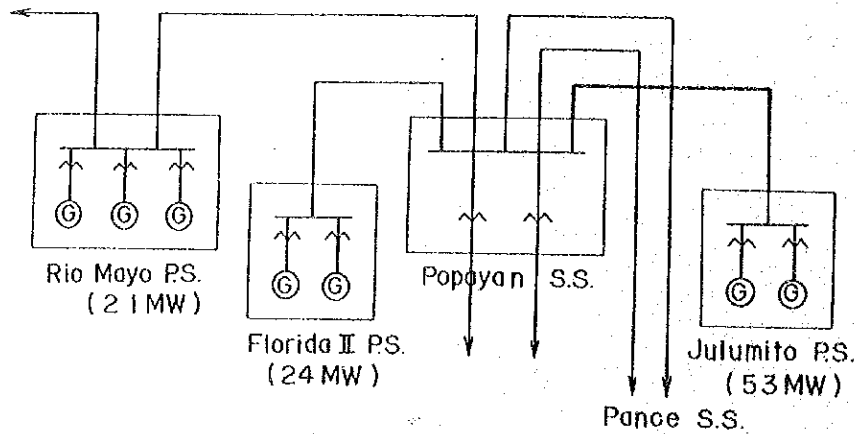 G G G
Rio Mayo P.S.
(21MW)
G G
Florida II P.S.
(24MW)
Popayan S.S.
G G
Julumito P.S.
(53MW)
Pance S.S.